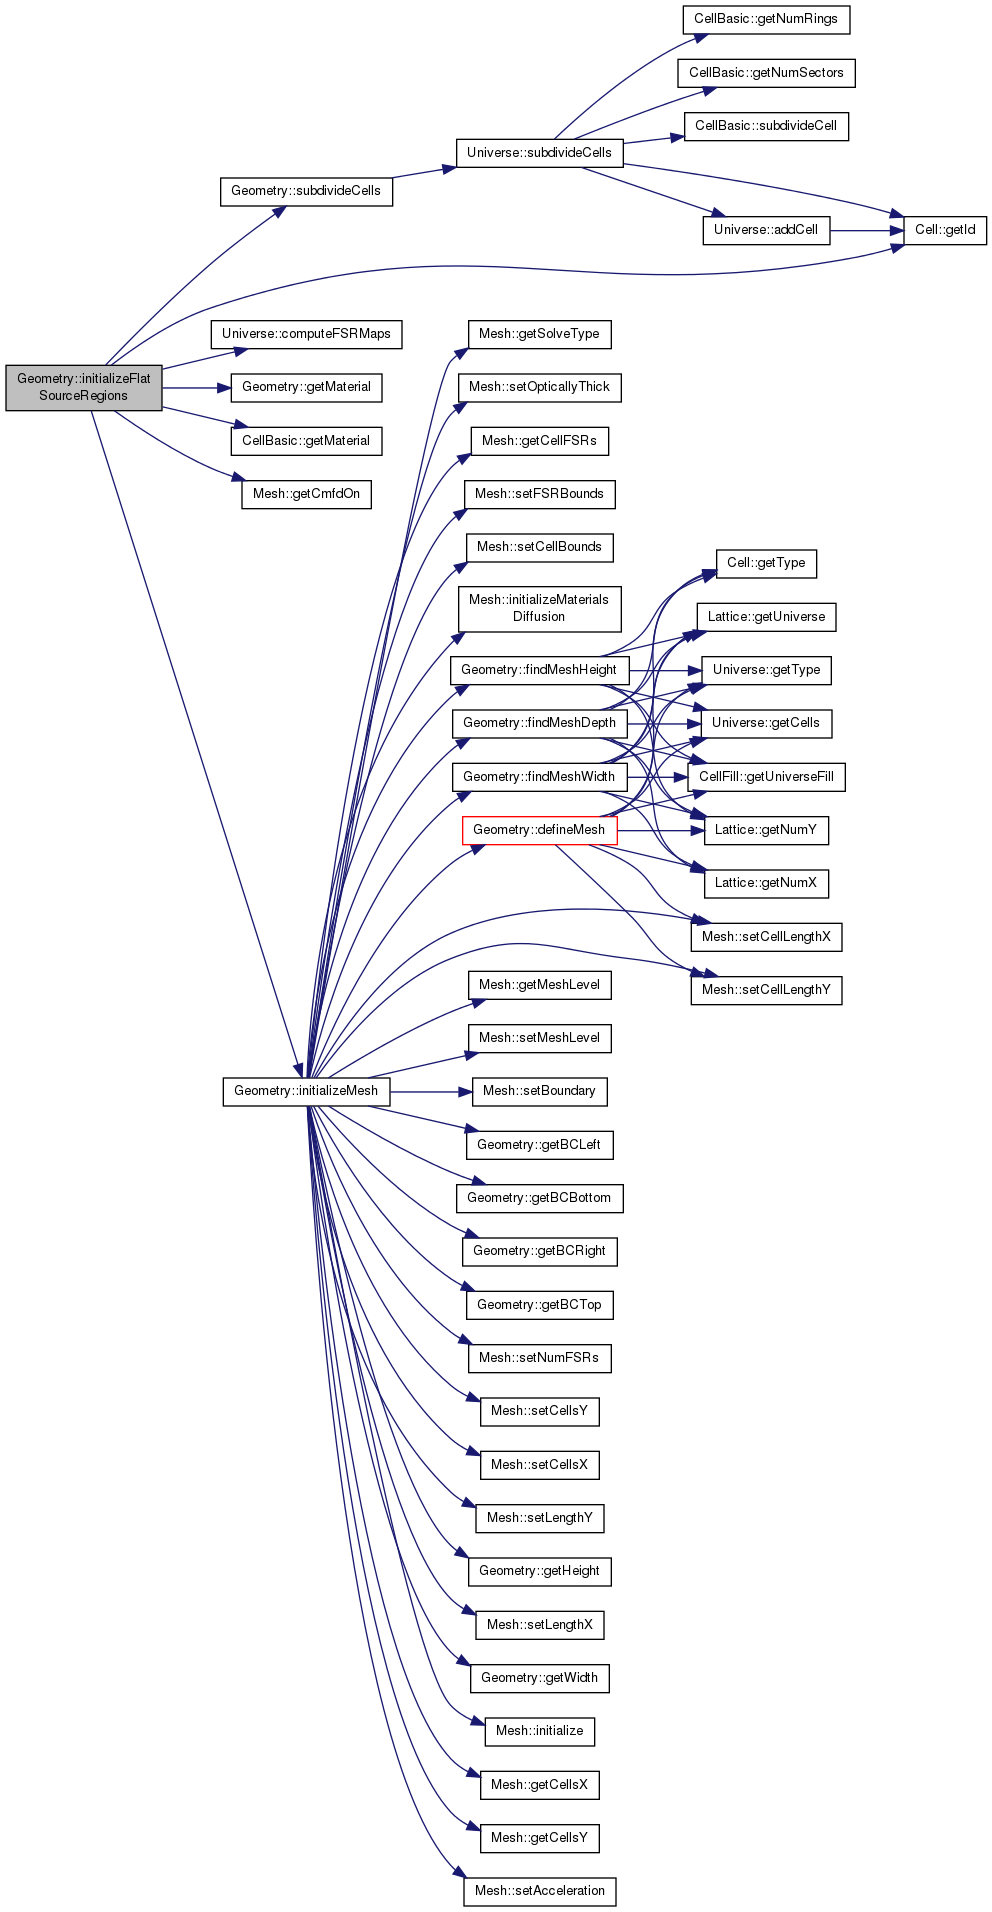 CellBasic::getNumRings
CellBasic::getNumSectors
CellBasic::subdivideCell
Universe::subdivideCells
Geometry::subdivideCells
Universe::addCell
Cell::getId
Universe::computeFSRMaps
Geometry::initializeFlat
SourceRegions
Geometry::getMaterial
CellBasic::getMaterial
Mesh::getCmfdOn
Mesh::getSolveType
Mesh::setOpticallyThick
Mesh::getCellFSRs
Mesh::setFSRBounds
Mesh::setCellBounds
Mesh::initializeMaterials
Diffusion
Geometry::findMeshHeight
Geometry::findMeshDepth
Geometry::findMeshWidth
Geometry::defineMesh
Cell::getType
Lattice::getUniverse
Universe::getType
Universe::getCells
CellFill::getUniverseFill
Lattice::getNumY
Lattice::getNumX
Mesh::setCellLengthX
Mesh::setCellLengthY
Mesh::getMeshLevel
Mesh::setMeshLevel
Geometry::initializeMesh
Mesh::setBoundary
Geometry::getBCLeft
Geometry::getBCBottom
Geometry::getBCRight
Geometry::getBCTop
Mesh::setNumFSRs
Mesh::setCellsY
Mesh::setCellsX
Mesh::setLengthY
Geometry::getHeight
Mesh::setLengthX
Geometry::getWidth
Mesh::initialize
Mesh::getCellsX
Mesh::getCellsY
Mesh::setAcceleration